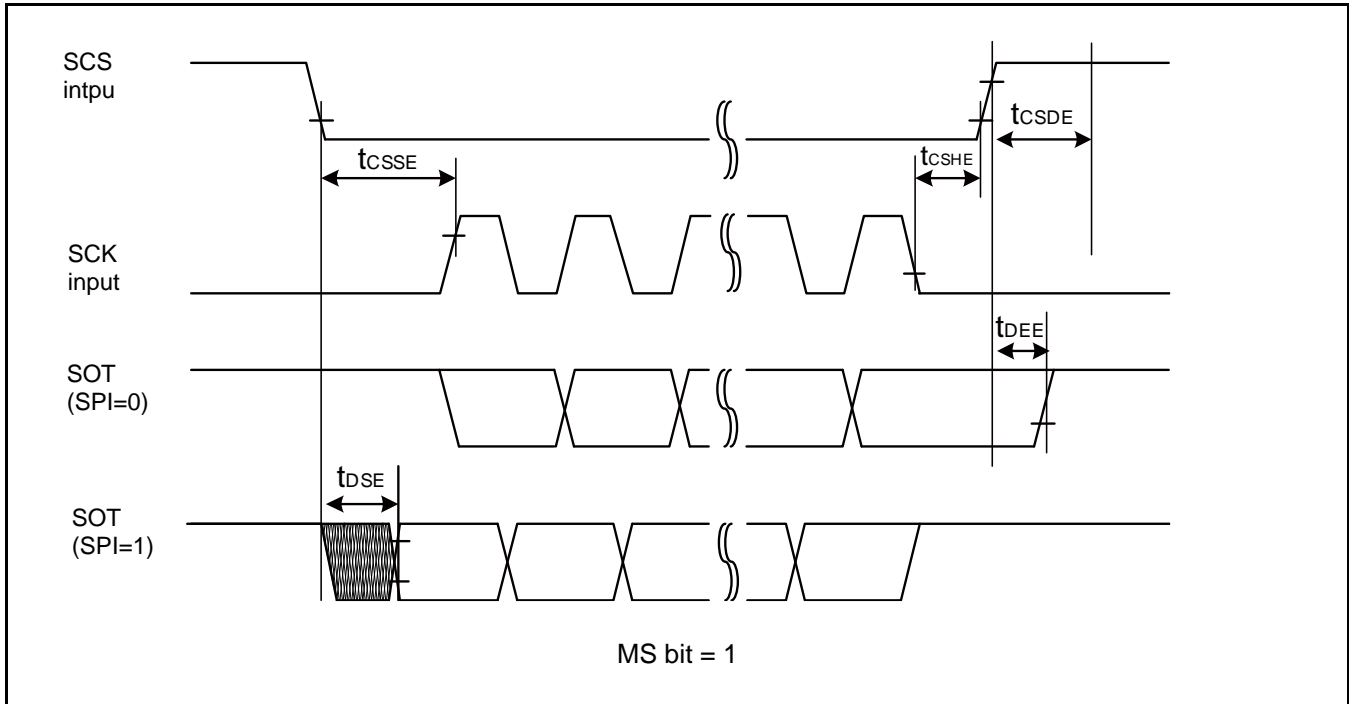 SCS
intpu
tCSDE
tCSSE
tCSHE
SCK
input
tDEE
SOT
(SPI=0)
tDSE
SOT
(SPI=1)
MS bit = 1